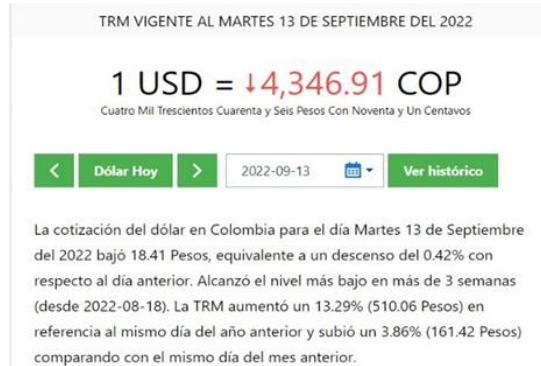 TRM VIGENTE AL MARTES 13 DE SEPTIEMBRE DEL 2022
1 USD = ↓4,346.91 COP
Cuatro Mil Trescientos Cuarenta y Seis Pesos Con Noventa y Un Centavos
< Dólar Hoy > 2022-09-13 Ver histórico
La cotización del dólar en Colombia para el día Martes 13 de Septiembre
del 2022 bajó 18.41 Pesos, equivalente a un descenso del 0.42% con
respecto al día anterior. Alcanzó el nivel más bajo en más de 3 semanas
(desde 2022-08-18). La TRM aumentó un 13.29% (510.06 Pesos) en
referencia al mismo día del año anterior y subió un 3.86% (161.42 Pesos)
comparando con el mismo día del mes anterior.